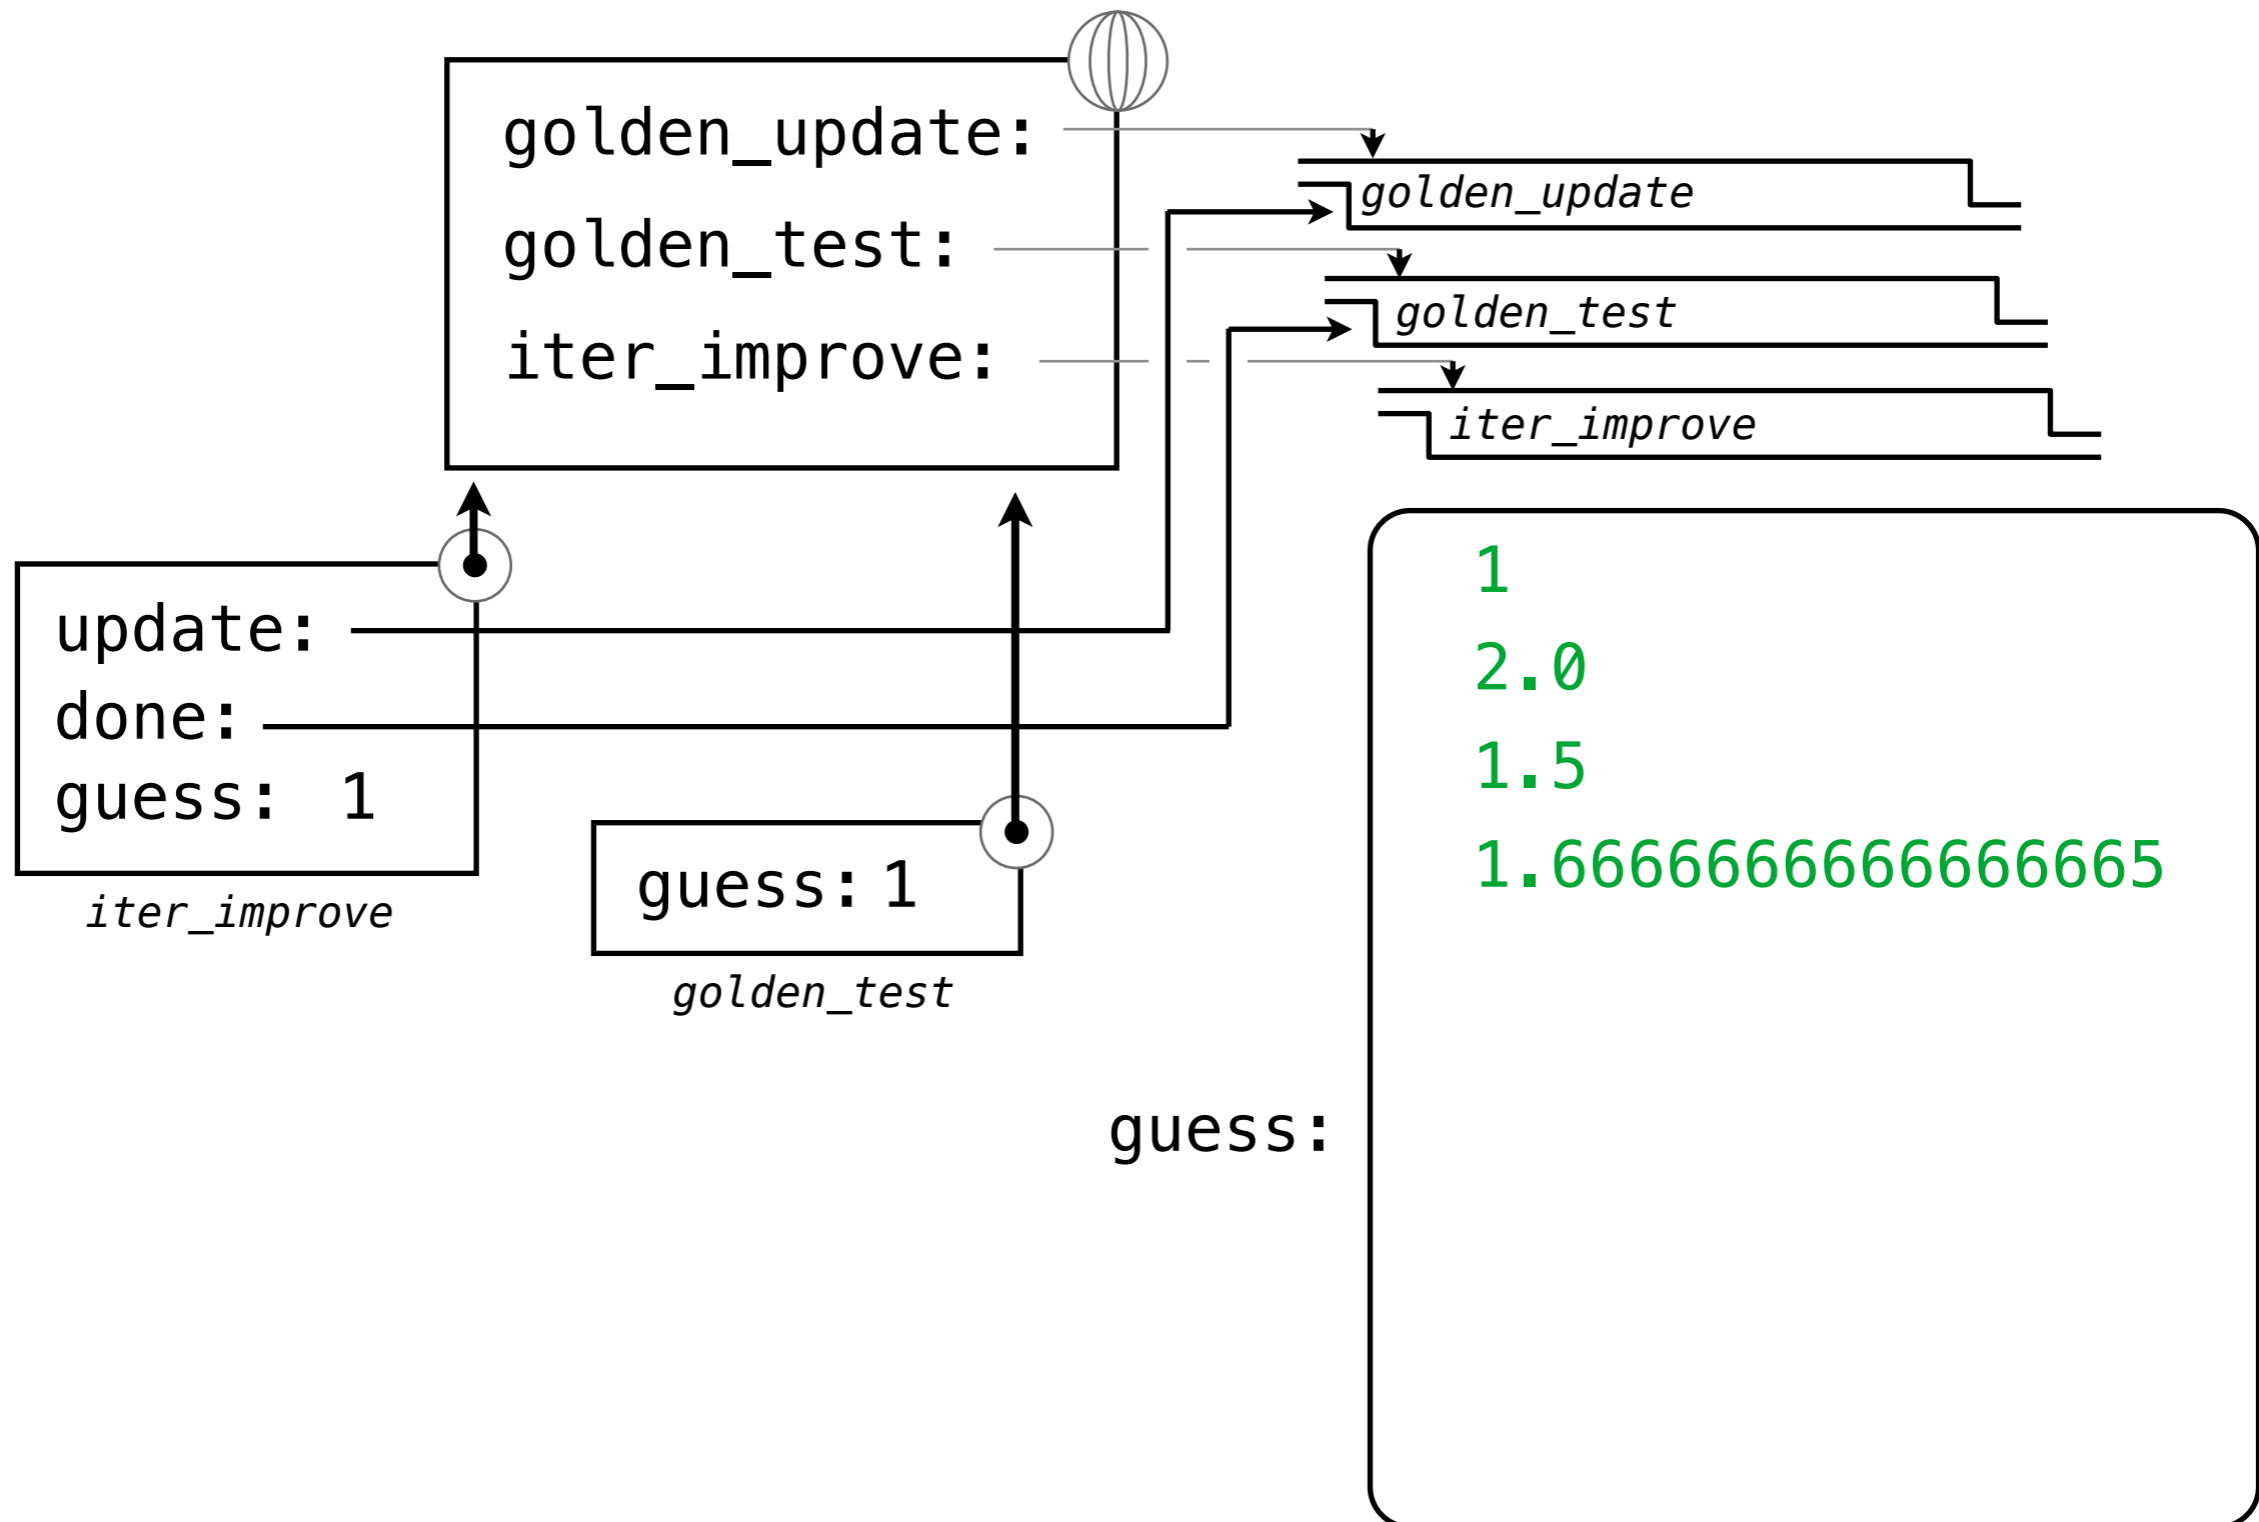 golden_update:
golden_test:
iter_improve:
golden_update
golden_test
iter_improve
update:
done:
guess: 1
iter_improve
guess: 1
golden_test
guess:
1
2.0
1.5
1.6666666666666665